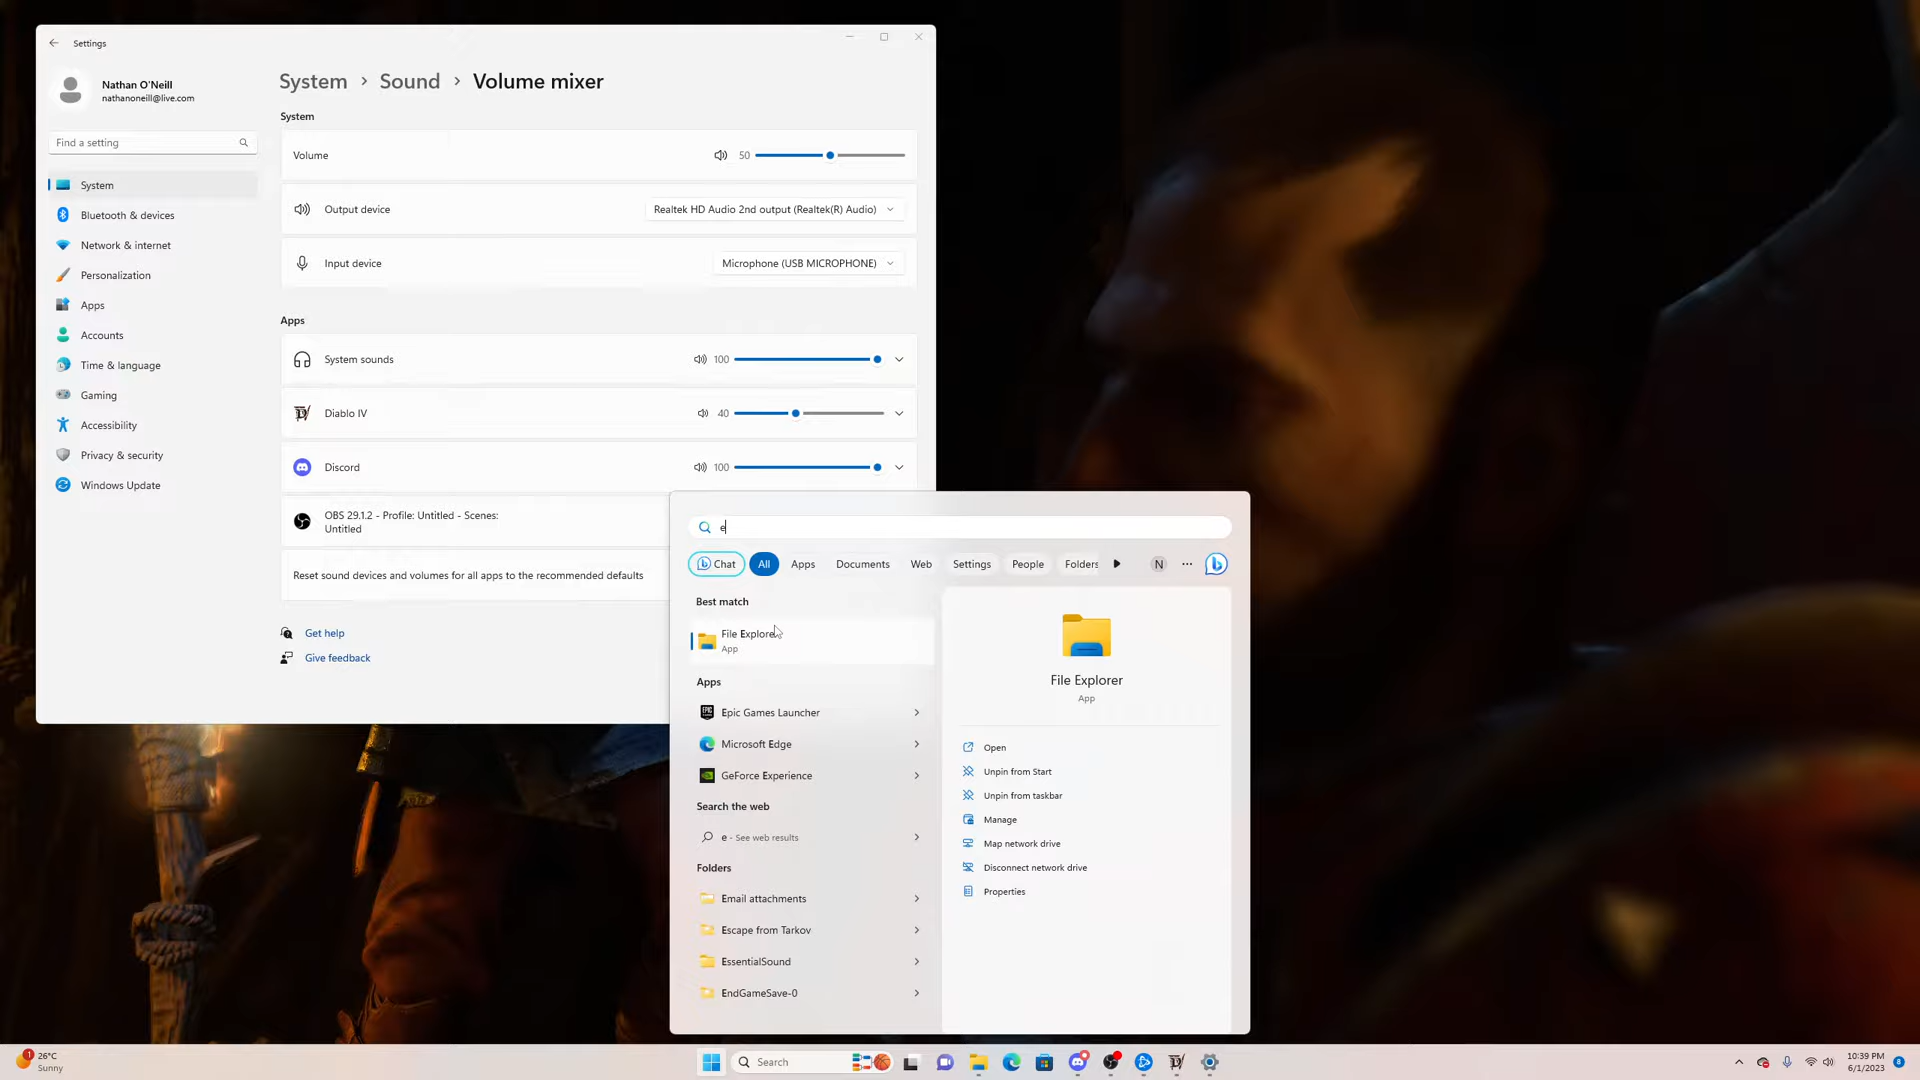 Settings
Nathan O'Neill
nathanoneill@live.com
Find a setting
System
Bluetooth & devices
Network & internet
Personalization
Apps
Accounts
Time & language
Gaming
Accessibility
Privacy & security
Windows Update
System > Sound > Volume mixer
System
Volume 50
Output device Realtek HD Audio 2nd output (Realtek(R) Audio)
Input device Microphone (USB MICROPHONE)
Apps
System sounds 100
Diablo IV 40
Discord 100
OBS 29.1.2 - Profile: Untitled - Scenes:
Untitled
Reset sound devices and volumes for all apps to the recommended defaults
Get help
Give feedback
e
Chat All Apps Documents Web Settings People Folders N ...
Best match
File Explorer
App
Apps
Epic Games Launcher
Microsoft Edge
GeForce Experience
Search the web
e - See web results
Folders
Email attachments
Escape from Tarkov
EssentialSound
EndGameSave-0
File Explorer
App
Open
Unpin from Start
Unpin from taskbar
Manage
Map network drive
Disconnect network drive
Properties
1
26°C
Sunny
Search
10:39 PM
6/1/2023
8